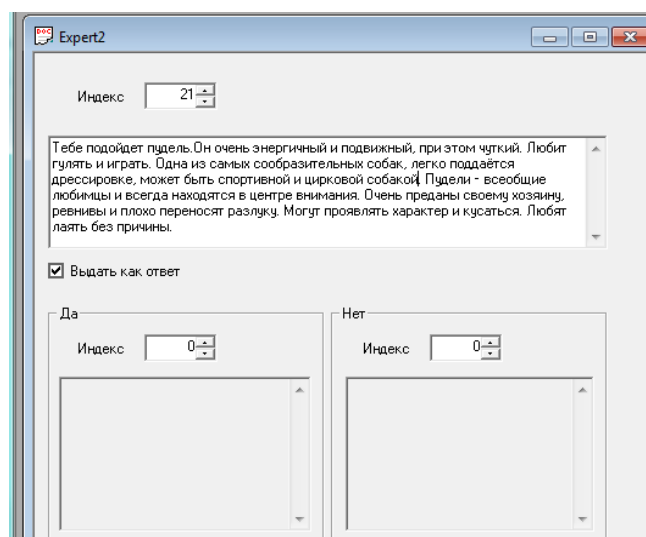 DOC
Expert2
Индекс 21
Тебе подойдет пудель.Он очень энергичный и подвижный, при этом чуткий. Любит
гулять и играть. Одна из самых сообразительных собак, легко поддаётся
дрессировке, может быть спортивной и цирковой собакой. Пудели - всеобщие
любимцы и всегда находятся в центре внимания. Очень преданы своему хозяину,
ревнивы и плохо переносят разлуку. Могут проявлять характер и кусаться. Любят
лаять без причины.
Выдать как ответ
Да
Нет
Индекс 0
Индекс 0